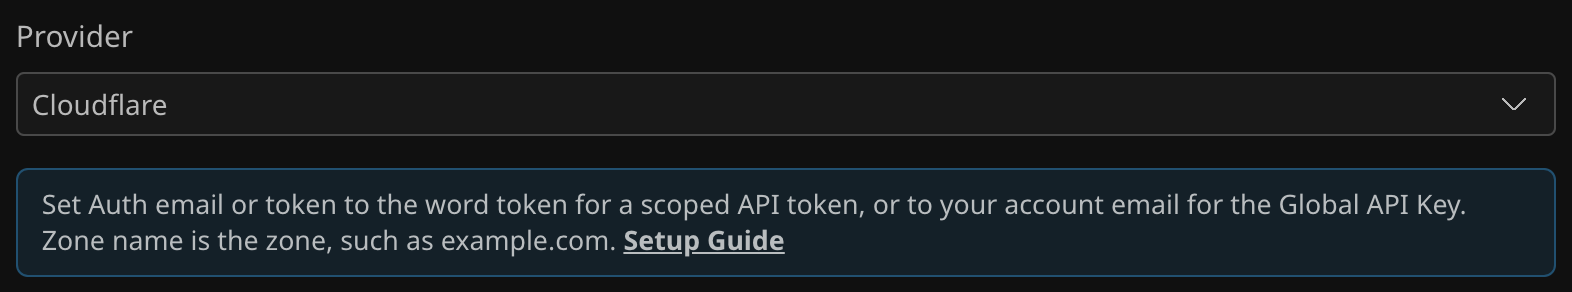 Provider
Cloudflare
Set Auth email or token to the word token for a scoped API token, or to your account email for the Global API Key.
Zone name is the zone, such as example.com. Setup Guide